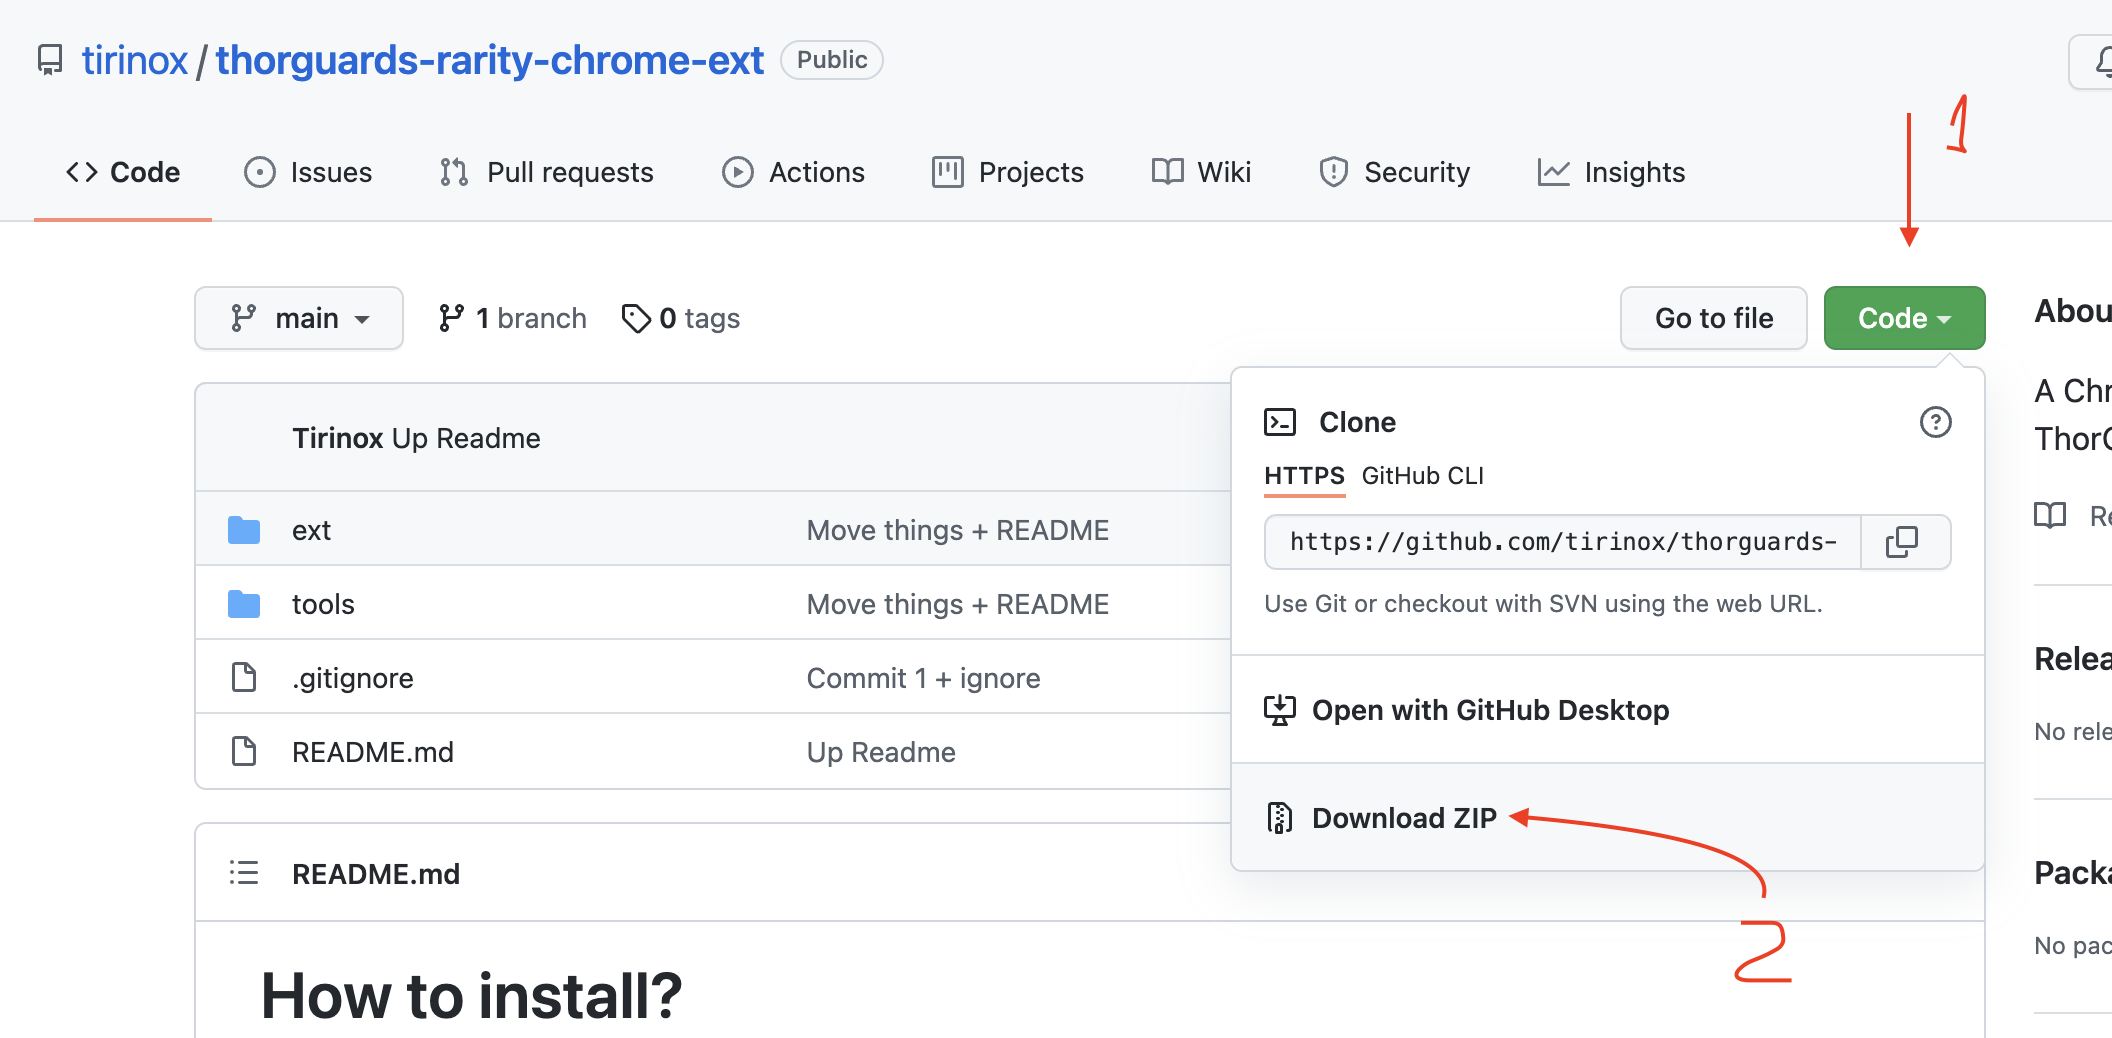 tirinox / thorguards-rarity-chrome-ext Public
1
Code Issues Pull requests Actions Projects Wiki Security Insights
main 1 branch 0 tags Go to file Code
Clone
HTTPS GitHub CLI
https://github.com/tirinox/thorguards-
Use Git or checkout with SVN using the web URL.
Open with GitHub Desktop
Download ZIP
2
Tirinox Up Readme
ext Move things + README
tools Move things + README
.gitignore Commit 1 + ignore
README.md Up Readme
README.md
How to install?
Abou
A Chr
ThorG
Re
Relea
No rele
Packa
No pac